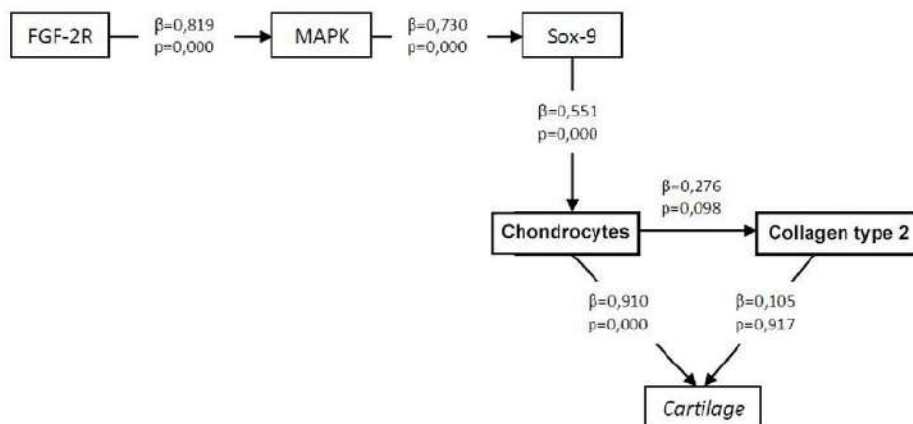 FGF-2R
β=0,819
p=0,000
MAPK
β=0,730
p=0,000
Sox-9
β=0,551
p=0,000
β=0,276
p=0,098
Chondrocytes
Collagen type 2
β=0,910
p=0,000
β=0,105
p=0,917
Cartilage